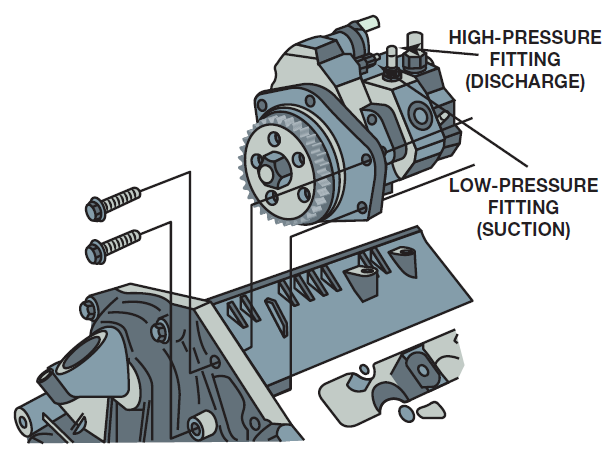 HIGH-PRESSURE
FITTING
(DISCHARGE)
LOW-PRESSURE
FITTING
(SUCTION)